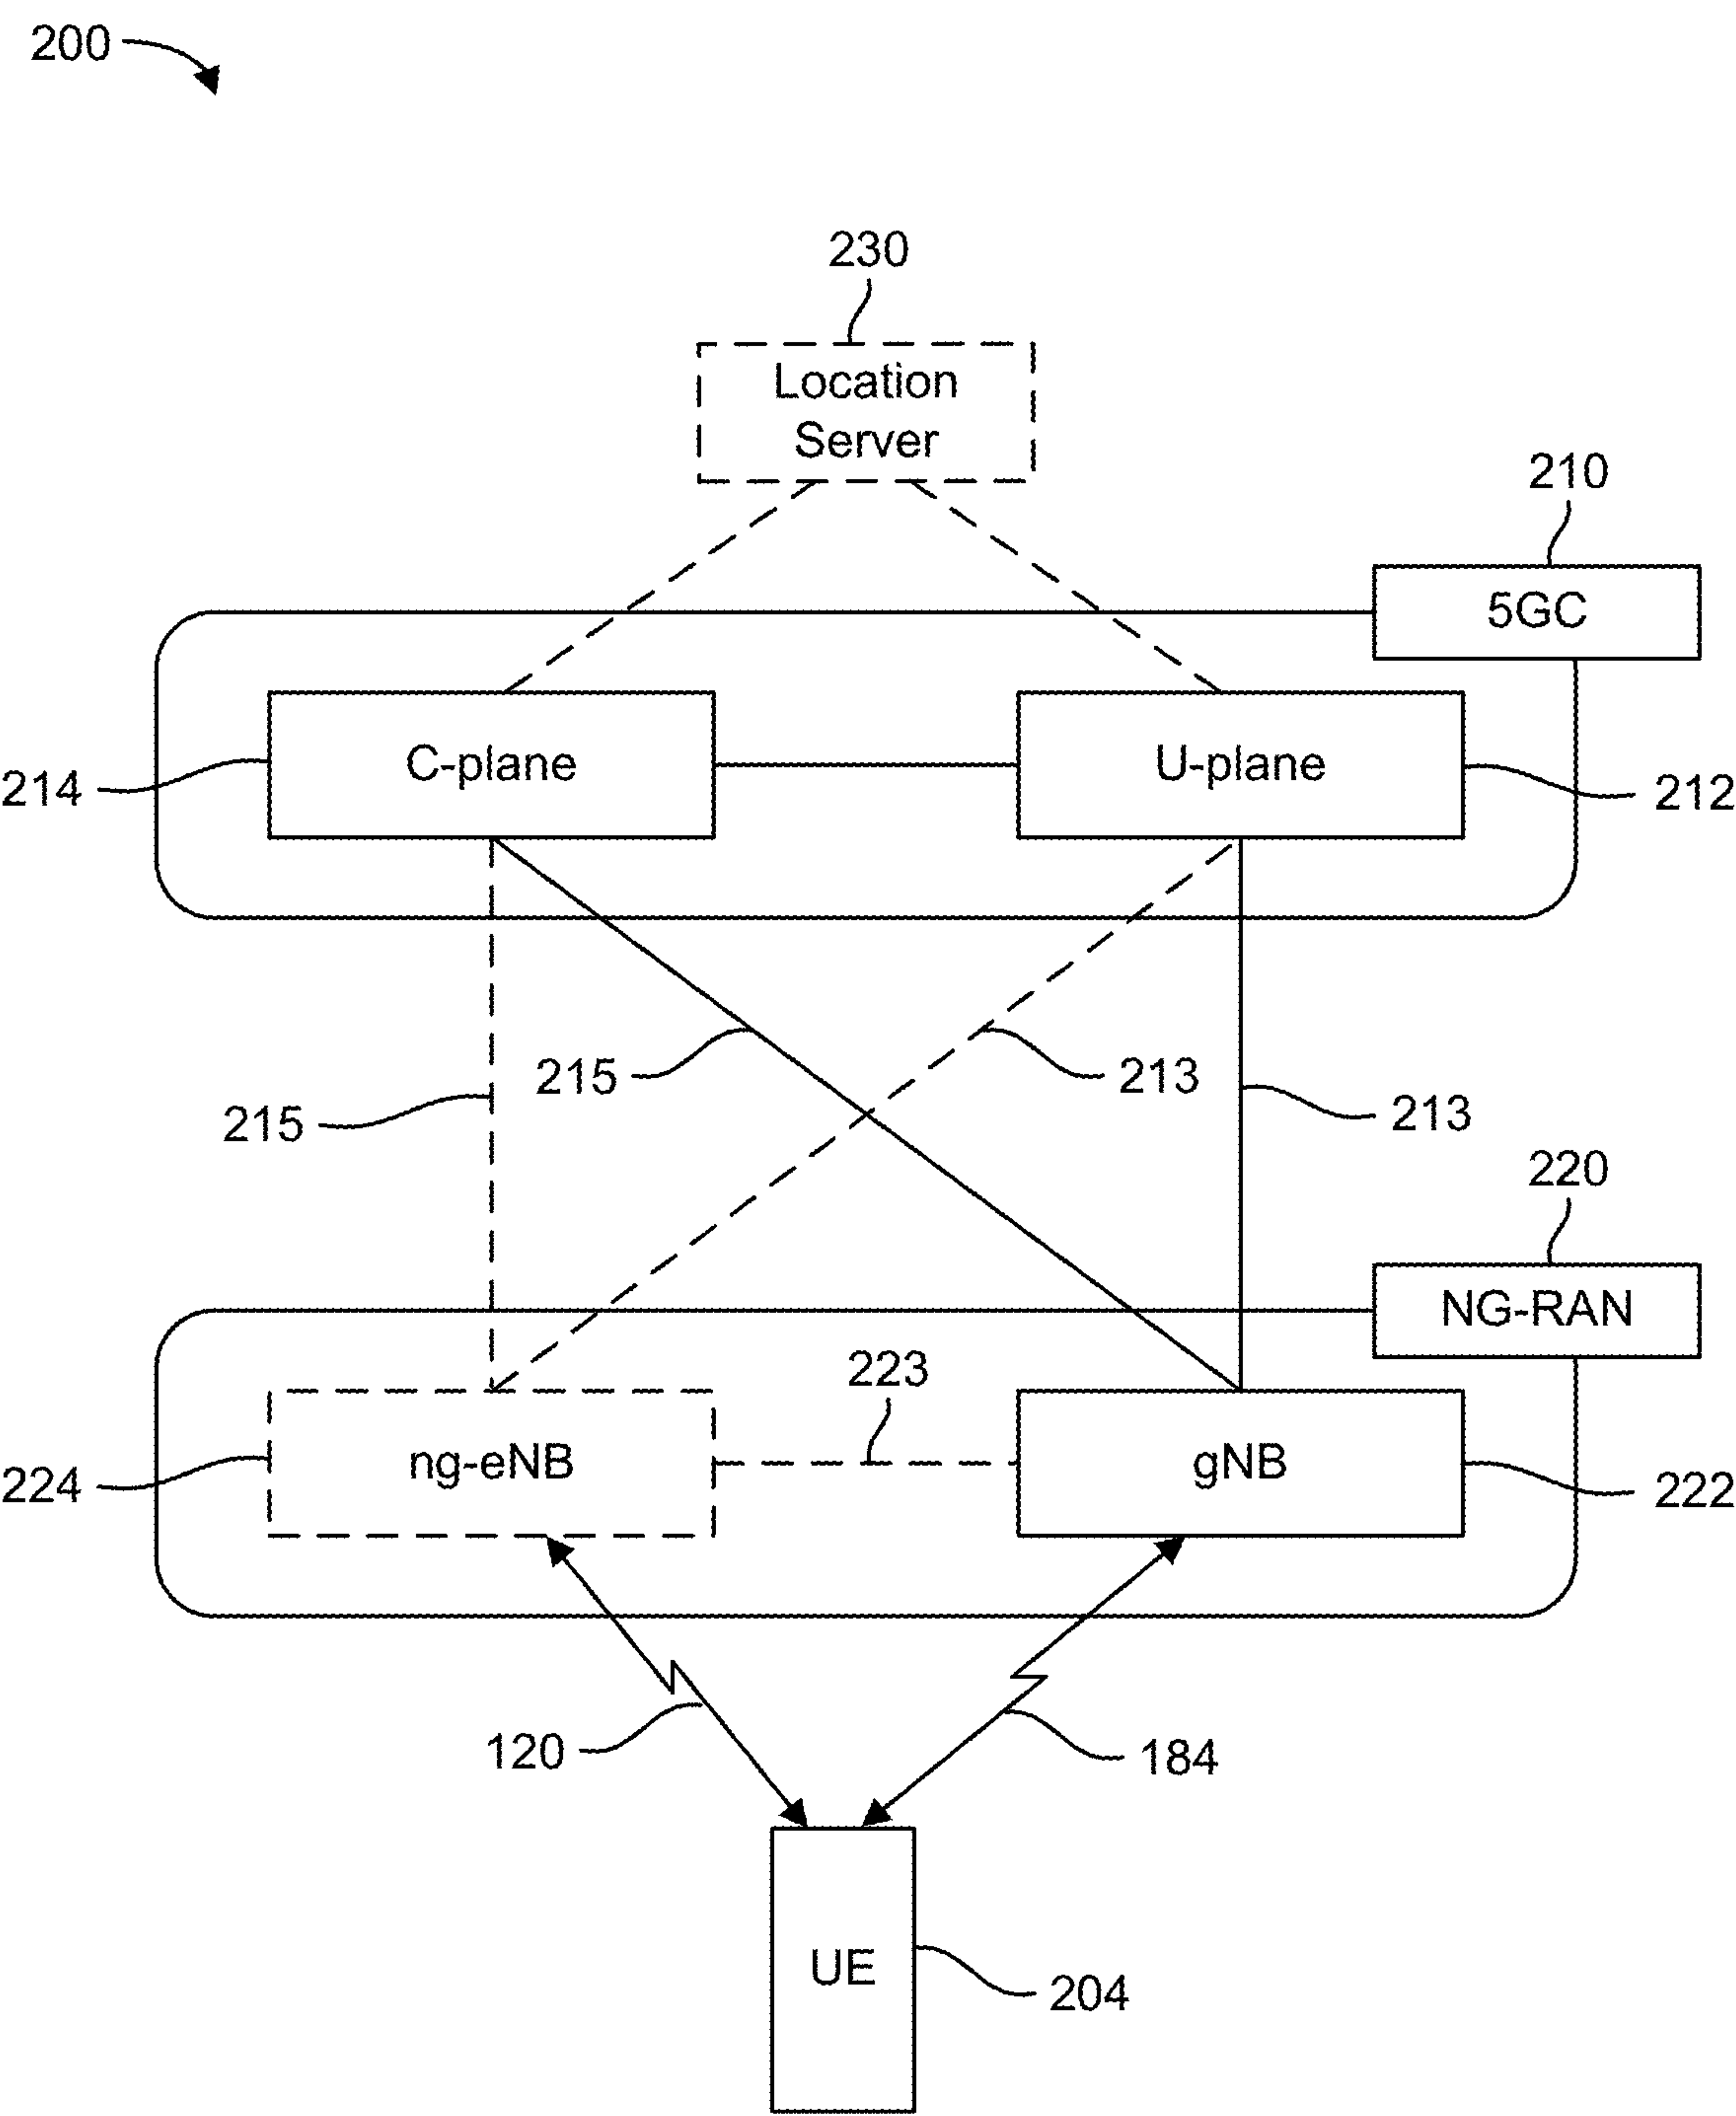 200
230
Location
Server
210
5GC
C-plane
U-plane
214
212
215
213
215
213
220
NG-RAN
223
ng-eNB
gNB
224
222
120
184
UE
204